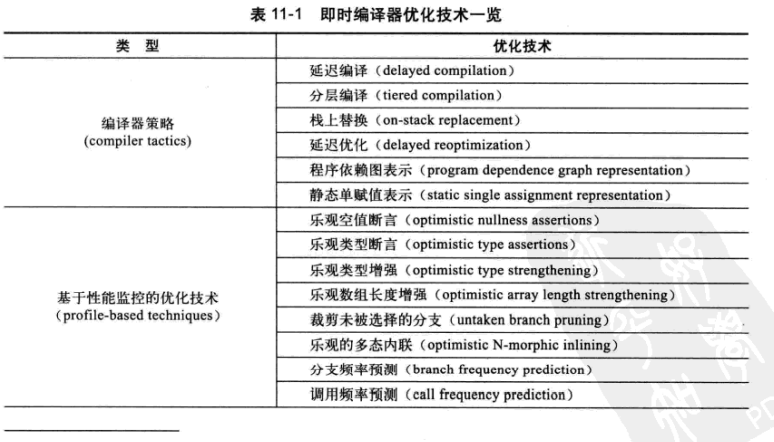 表 11-1 即时编译器优化技术一览
类 型 优化技术
编译器策略
(compiler tactics)
延迟编译（delayed compilation）
分层编译（tiered compilation）
栈上替换（on-stack replacement）
延迟优化（delayed reoptimization）
程序依赖图表示（program dependence graph representation）
静态单赋值表示（static single assignment representation）
基于性能监控的优化技术
（profile-based techniques）
乐观空值断言（optimistic nullness assertions）
乐观类型断言（optimistic type assertions）
乐观类型增强（optimistic type strengthening）
乐观数组长度增强（optimistic array length strengthening）
裁剪未被选择的分支（untaken branch pruning）
乐观的多态内联（optimistic N-morphic inlining）
分支频率预测（branch frequency prediction）
调用频率预测（call frequency prediction）
PD